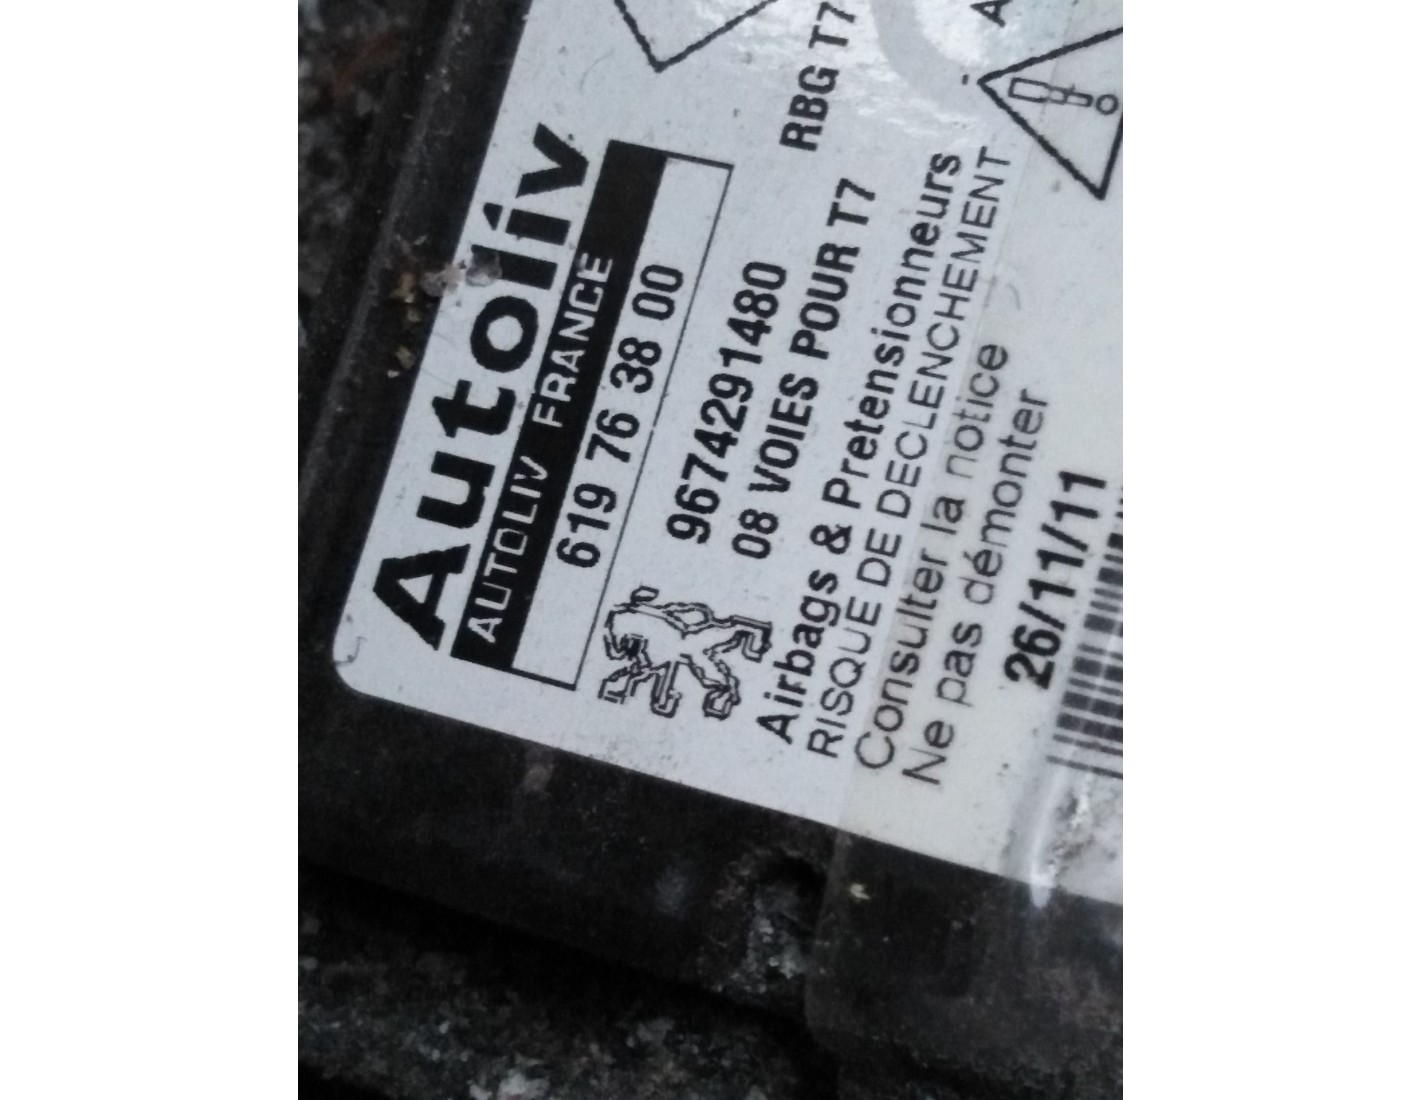 Autoliv
AUTOLIV FRANCE
619 76 38 00
9674291480
RBG T7
08 VOIES POUR T7
Airbags & Pretensionneurs
RISQUE DE DECLENCHEMENT
Consulter la notice
Ne pas démonter
26/11/11